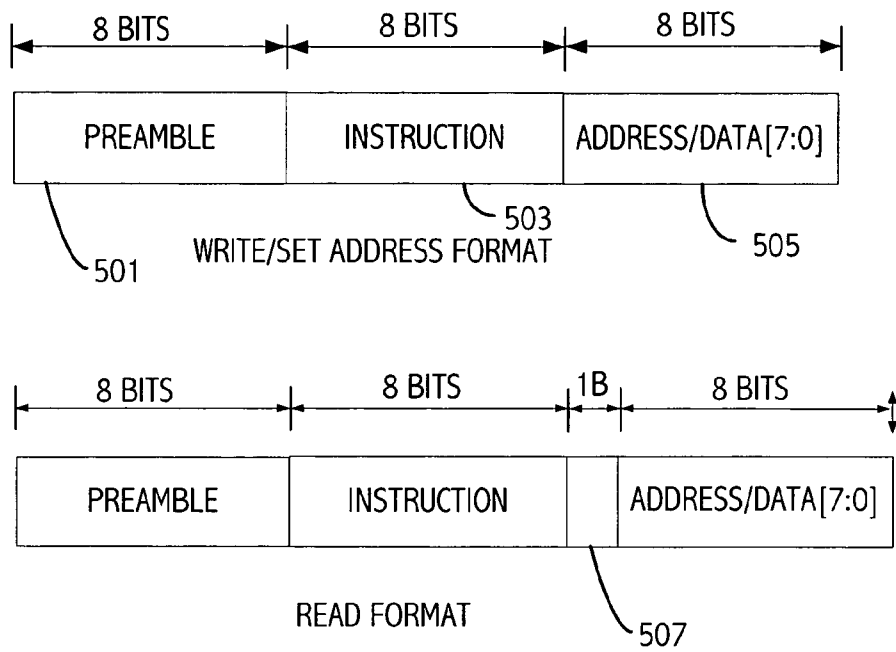 8 BITS 8 BITS 8 BITS
PREAMBLE INSTRUCTION ADDRESS/DATA[7:0]
501 503 505
WRITE/SET ADDRESS FORMAT
8 BITS 8 BITS 1B 8 BITS
PREAMBLE INSTRUCTION ADDRESS/DATA[7:0]
READ FORMAT
507